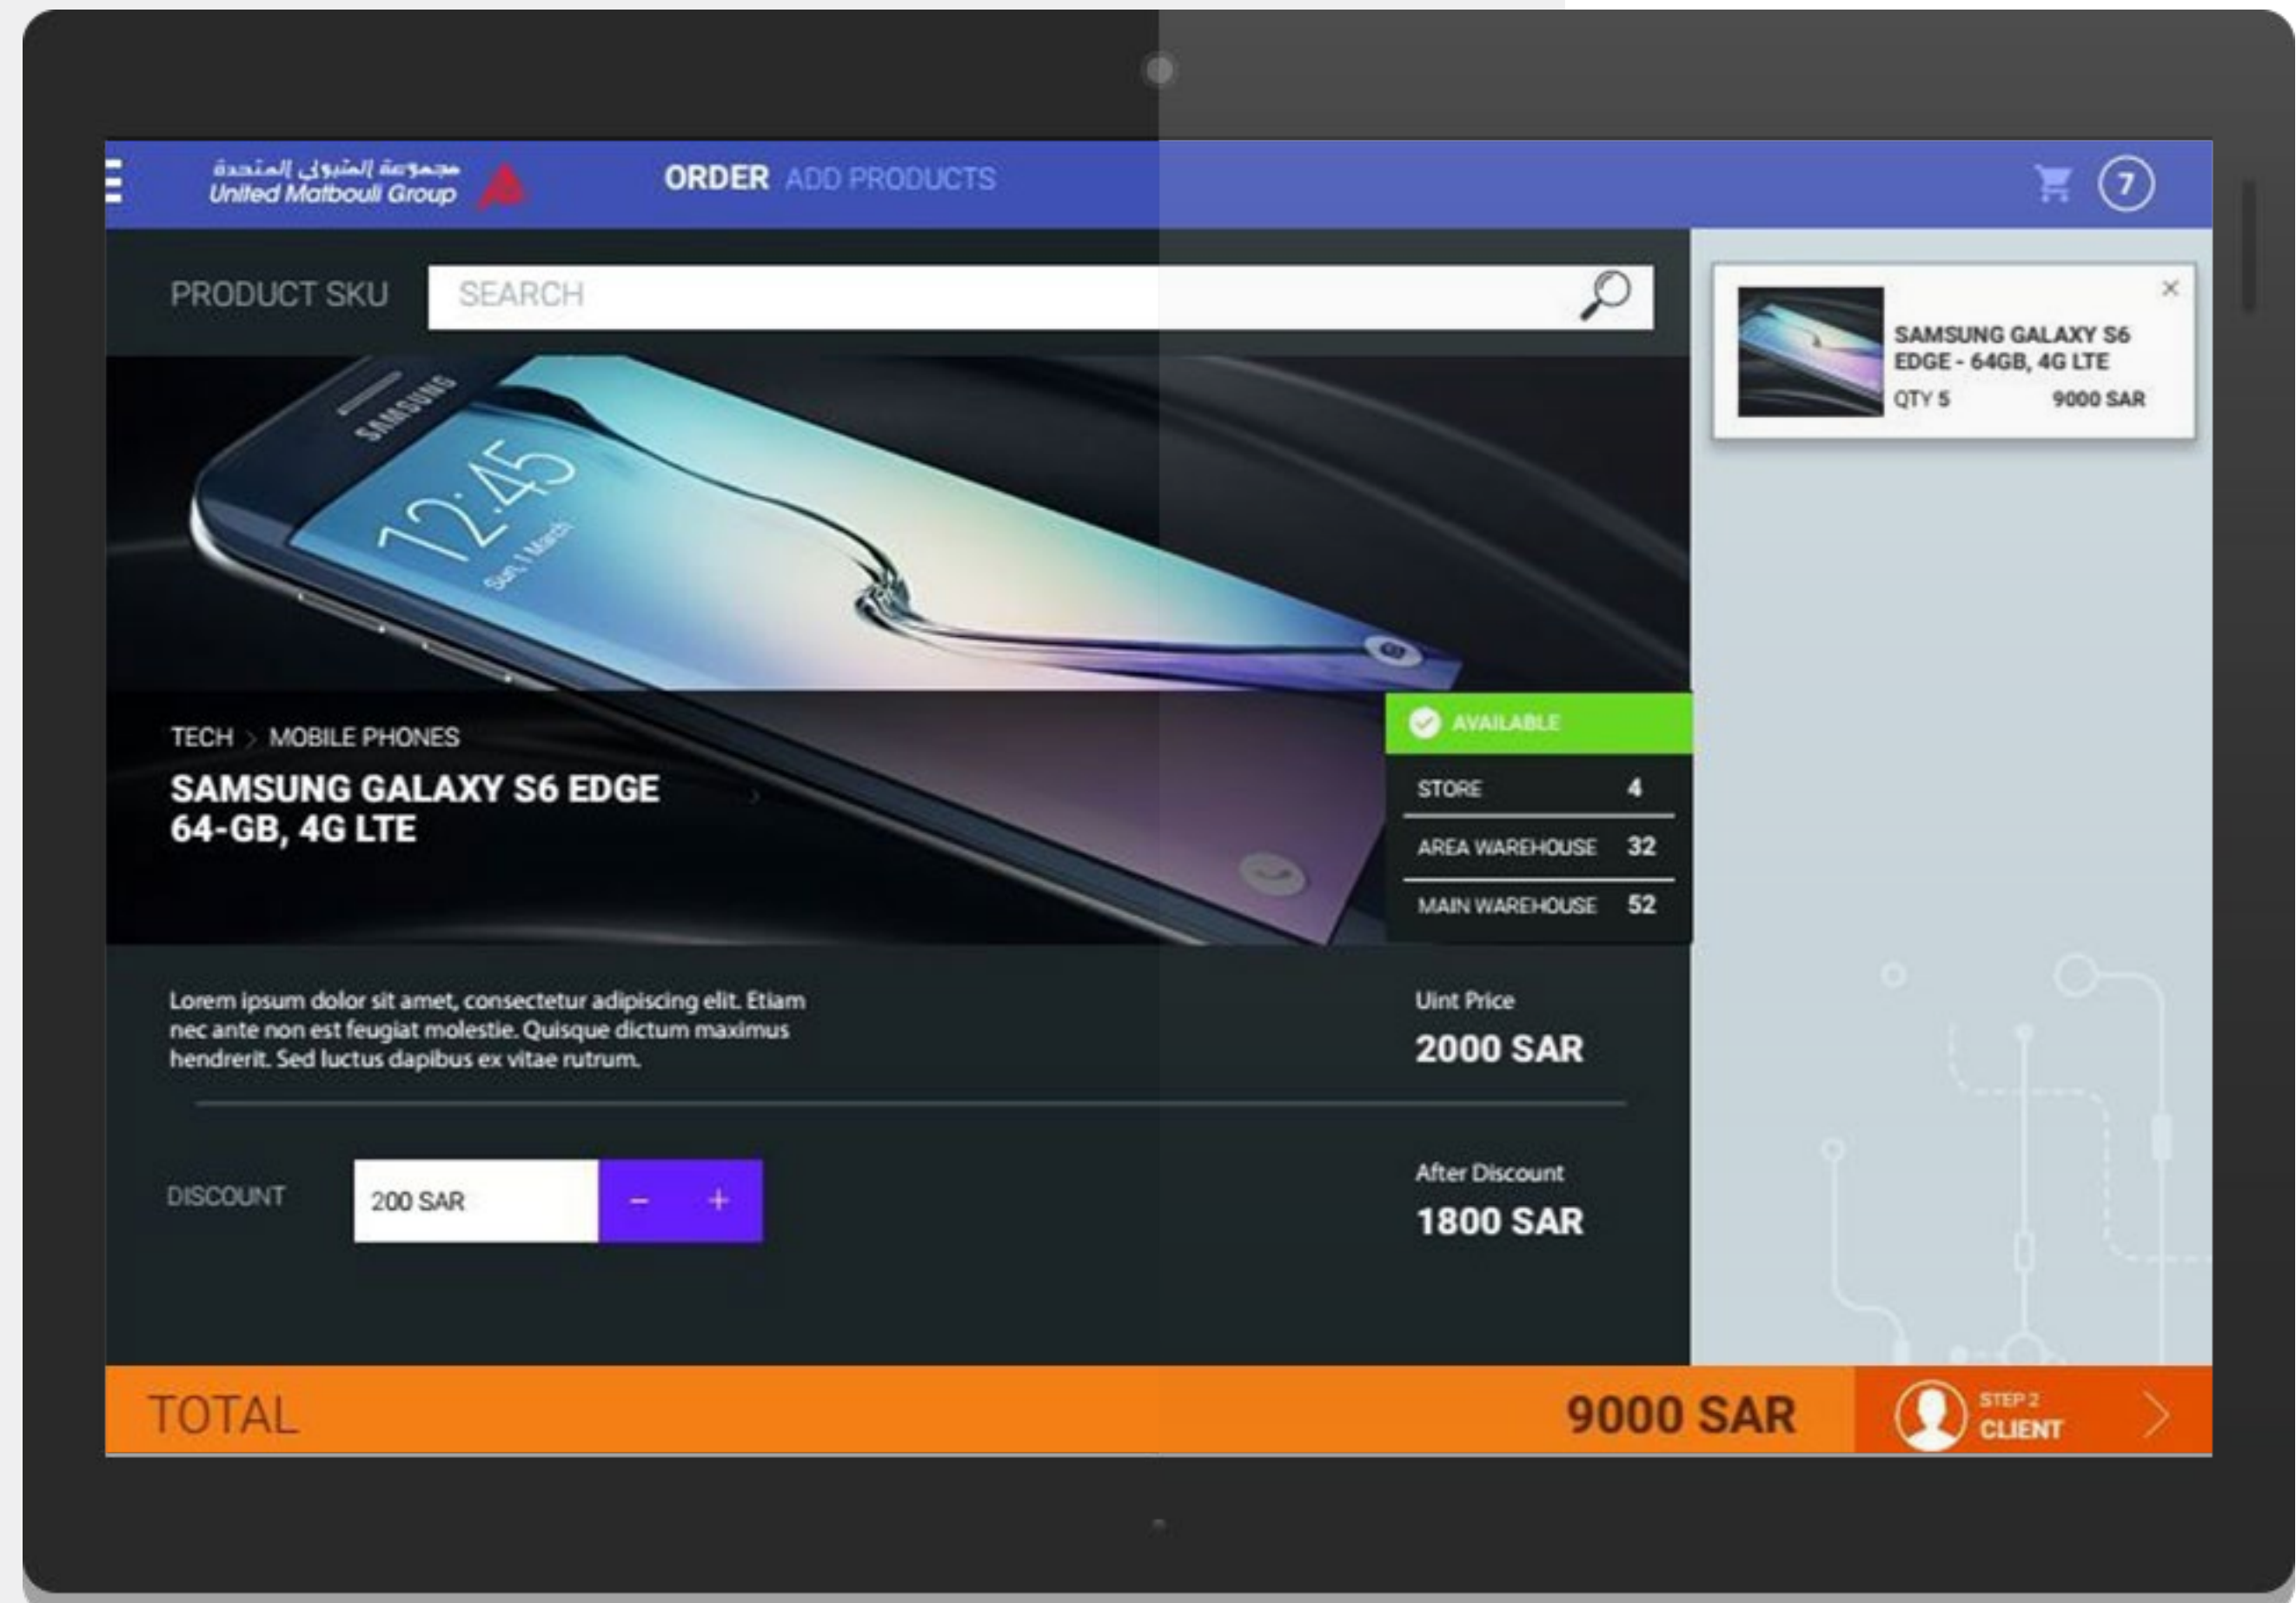 مجموعة المتبولي المتحدة
United Matbouli Group
ORDER ADD PRODUCTS
7
PRODUCT SKU
SEARCH
SAMSUNG GALAXY S6
EDGE - 64GB, 4G LTE
QTY 5 9000 SAR
SAMSUNG
12:45
Sun, 1 March
AVAILABLE
STORE 4
AREA WAREHOUSE 32
MAIN WAREHOUSE 52
TECH > MOBILE PHONES
SAMSUNG GALAXY S6 EDGE
64-GB, 4G LTE
Lorem ipsum dolor sit amet, consectetur adipiscing elit. Etiam
nec ante non est feugiat molestie. Quisque dictum maximus
hendrerit. Sed luctus dapibus ex vitae rutrum.
Uint Price
2000 SAR
DISCOUNT
200 SAR
- +
After Discount
1800 SAR
TOTAL
9000 SAR
STEP 2
CLIENT